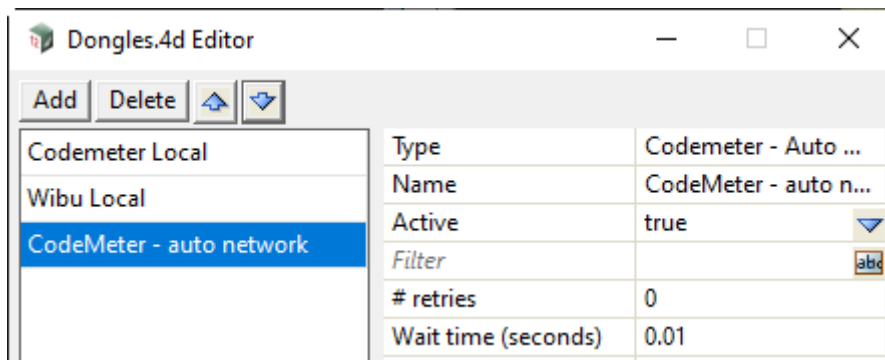 Dongles.4d Editor
Add Delete
Codemeter Local
Wibu Local
CodeMeter - auto network
Type Codemeter - Auto ...
Name CodeMeter - auto n...
Active true
Filter abc
# retries 0
Wait time (seconds) 0.01